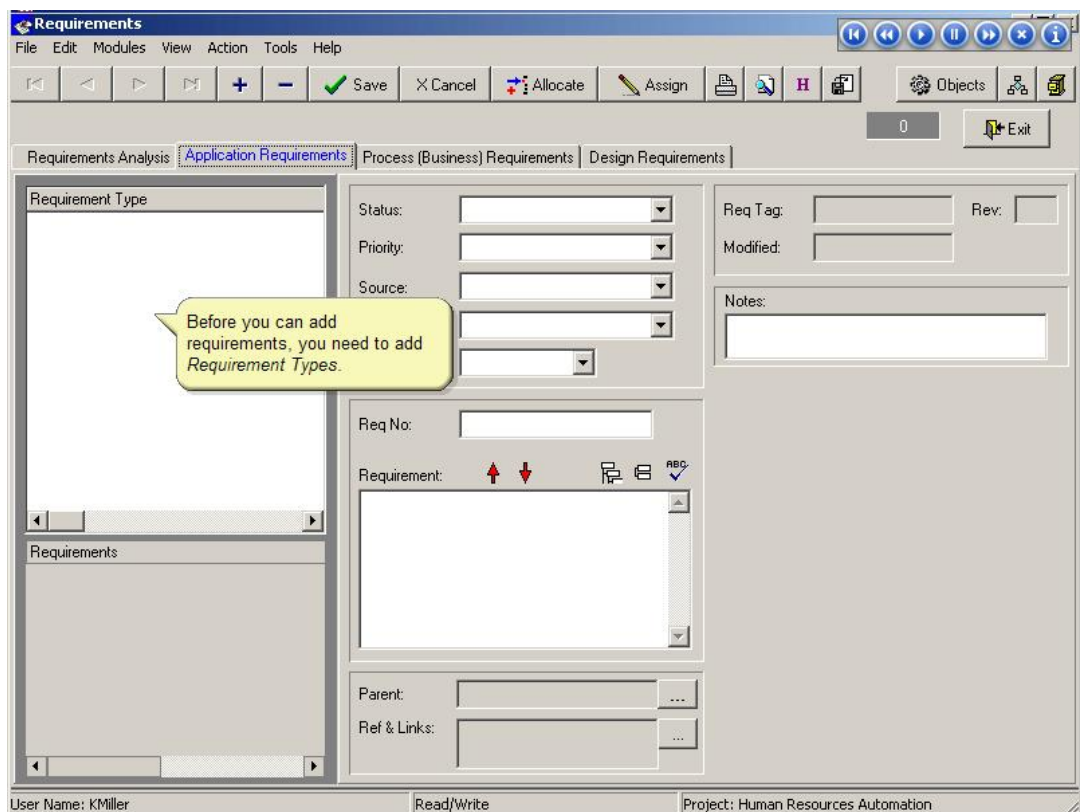 Requirements
File Edit Modules View Action Tools Help
Save Cancel Allocate Assign H Objects
0 Exit
Requirements Analysis Application Requirements Process (Business) Requirements Design Requirements
Requirement Type
Status:
Priority:
Source:
Before you can add
requirements, you need to add
Requirement Types.
Req No:
Requirement:
ABC
Requirements
Parent:
...
Ref & Links:
...
Req Tag:
Rev:
Modified:
Notes:
User Name: KMiller
Read/Write
Project: Human Resources Automation